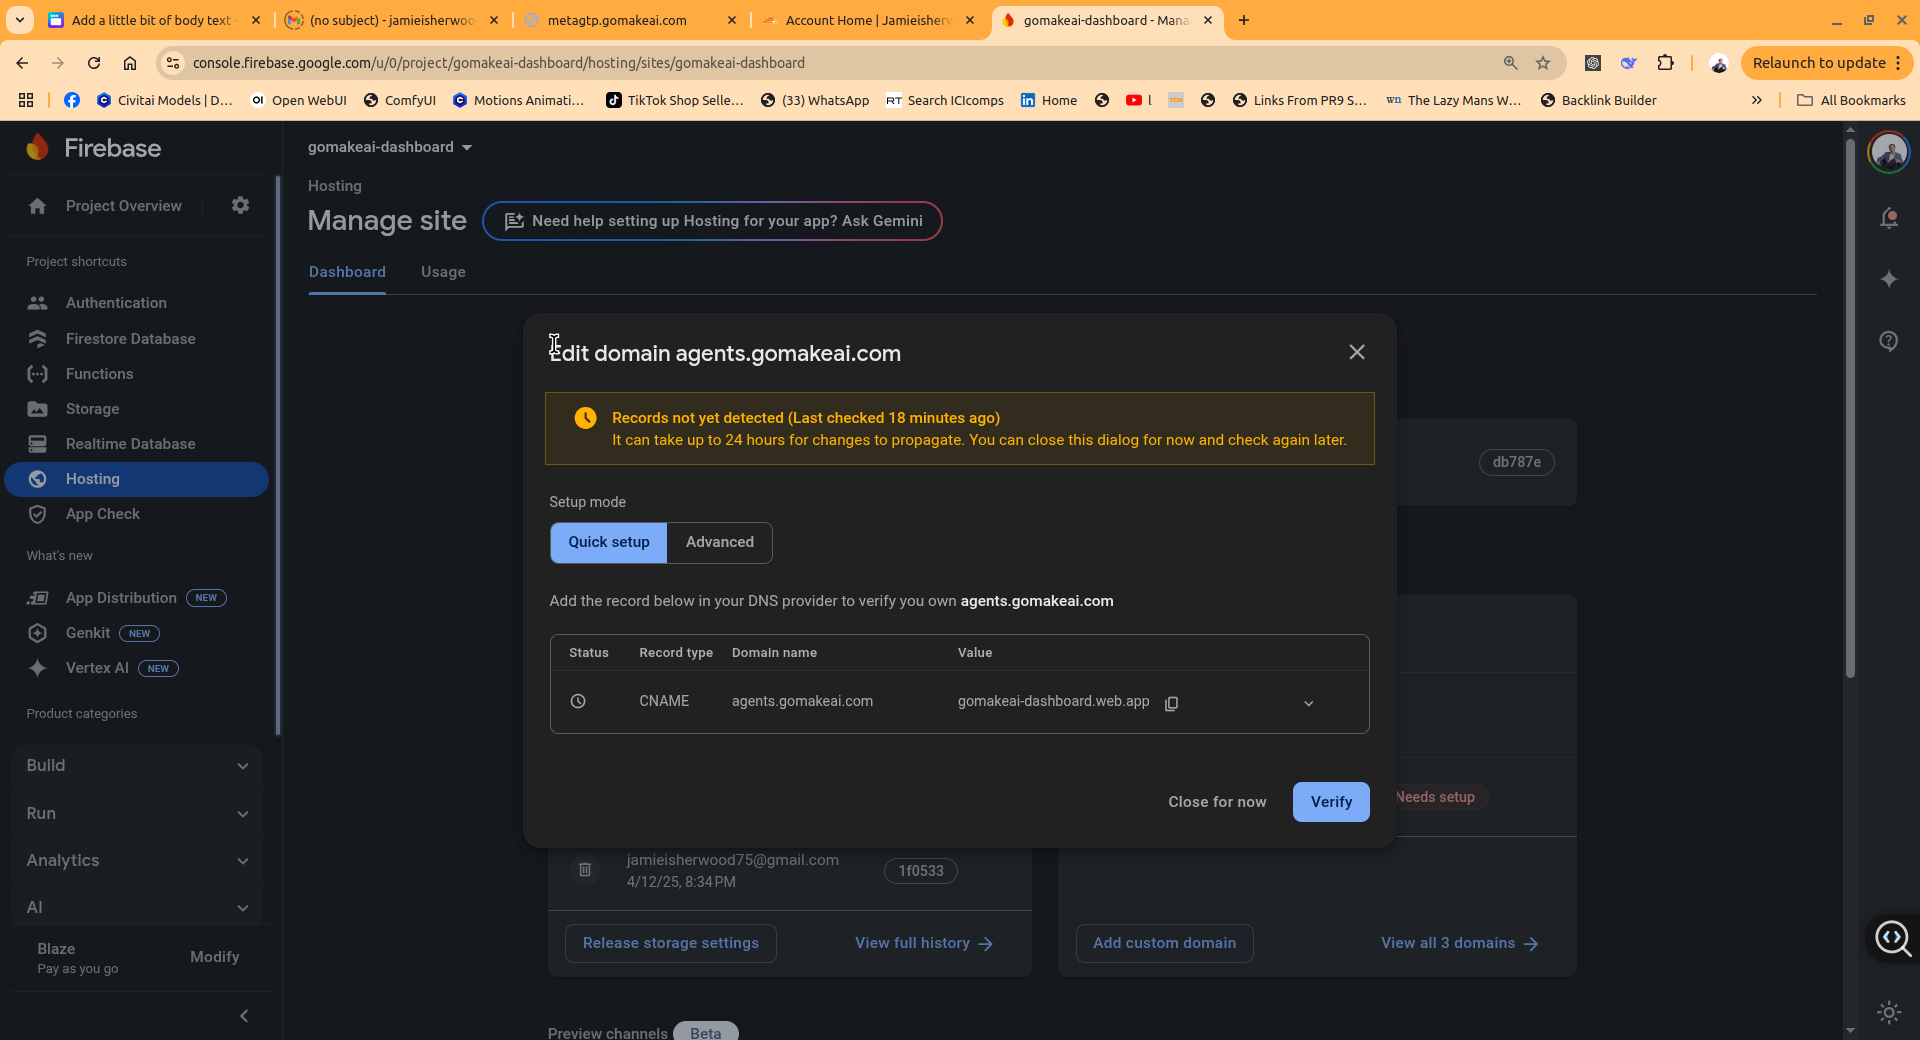 Add a little bit of body text
(no subject) - jamieisherwoo
metagtp.gomakeai.com
Account Home | Jamieisherw
gomakeai-dashboard - Mana
console.firebase.google.com/u/0/project/gomakeai-dashboard/hosting/sites/gomakeai-dashboard
Relaunch to update
Civitai Models | D...
Open WebUI
ComfyUI
Motions Animati...
TikTok Shop Selle...
(33) WhatsApp
RT Search ICIcomps
Home
l
Links From PR9 S...
wn The Lazy Mans W...
Backlink Builder
All Bookmarks
Firebase
Project Overview
Project shortcuts
Authentication
Firestore Database
Functions
Storage
Realtime Database
Hosting
App Check
What's new
App Distribution NEW
Genkit NEW
Vertex AI NEW
Product categories
Build
Run
Analytics
AI
Blaze
Pay as you go
Modify
gomakeai-dashboard
Hosting
Manage site
Need help setting up Hosting for your app? Ask Gemini
Dashboard
Usage
Edit domain agents.gomakeai.com
Records not yet detected (Last checked 18 minutes ago)
It can take up to 24 hours for changes to propagate. You can close this dialog for now and check again later.
Setup mode
Quick setup
Advanced
Add the record below in your DNS provider to verify you own agents.gomakeai.com
Status Record type Domain name Value
CNAME agents.gomakeai.com gomakeai-dashboard.web.app
Close for now
Verify
db787e
Needs setup
jamieisherwood75@gmail.com
4/12/25, 8:34 PM
1f0533
Release storage settings
View full history
Add custom domain
View all 3 domains
Preview channels Beta